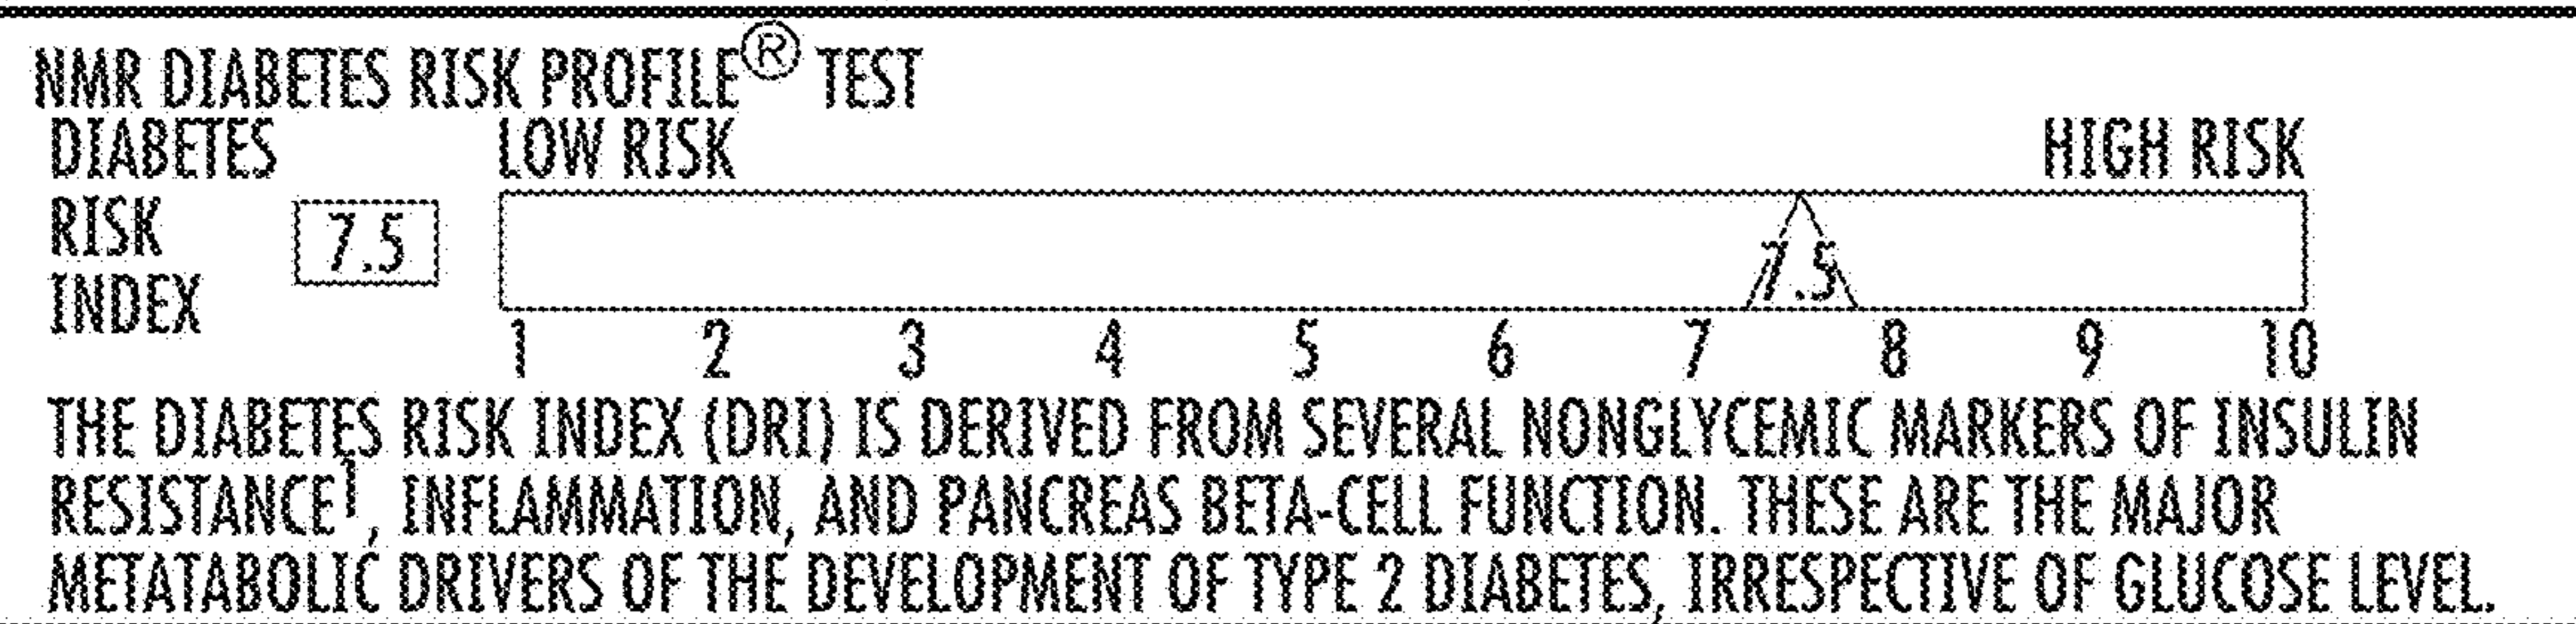 NMR DIABETES RISK PROFILE® TEST
DIABETES LOW RISK HIGH RISK
RISK
INDEX
7.5
7.5
1 2 3 4 5 6 7 8 9 10
THE DIABETES RISK INDEX (DRI) IS DERIVED FROM SEVERAL NONGLYCEMIC MARKERS OF INSULIN
RESISTANCE¹, INFLAMMATION, AND PANCREAS BETA-CELL FUNCTION. THESE ARE THE MAJOR
METATABOLIC DRIVERS OF THE DEVELOPMENT OF TYPE 2 DIABETES, IRRESPECTIVE OF GLUCOSE LEVEL.